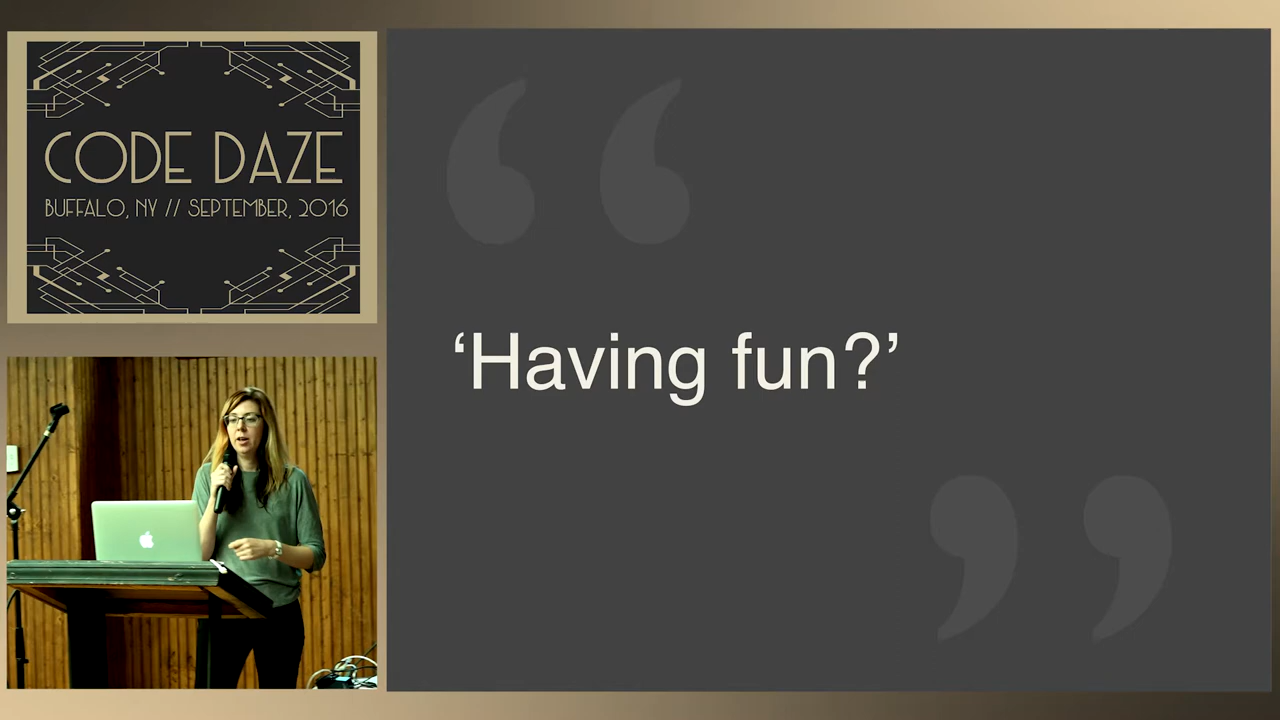 CODE DAZE
BUFFALO, NY // SEPTEMBER, 2016
‘Having fun?’